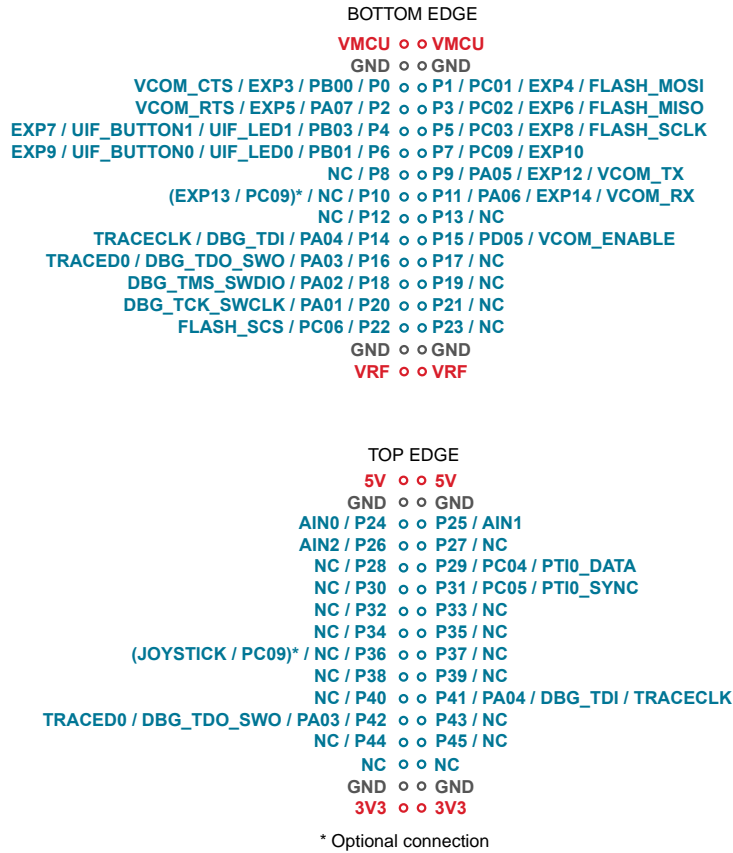 BOTTOM EDGE
VMCU VMCU
GND GND
VCOM_CTS / EXP3 / PB00 / P0 P1 / PC01 / EXP4 / FLASH_MOSI
VCOM_RTS / EXP5 / PA07 / P2 P3 / PC02 / EXP6 / FLASH_MISO
EXP7 / UIF_BUTTON1 / UIF_LED1 / PB03 / P4 P5 / PC03 / EXP8 / FLASH_SCLK
EXP9 / UIF_BUTTON0 / UIF_LED0 / PB01 / P6 P7 / PC09 / EXP10
NC / P8 P9 / PA05 / EXP12 / VCOM_TX
(EXP13 / PC09)* / NC / P10 P11 / PA06 / EXP14 / VCOM_RX
NC / P12 P13 / NC
TRACECLK / DBG_TDI / PA04 / P14 P15 / PD05 / VCOM_ENABLE
TRACED0 / DBG_TDO_SWO / PA03 / P16 P17 / NC
DBG_TMS_SWDIO / PA02 / P18 P19 / NC
DBG_TCK_SWCLK / PA01 / P20 P21 / NC
FLASH_SCS / PC06 / P22 P23 / NC
GND GND
VRF VRF
TOP EDGE
5V 5V
GND GND
AIN0 / P24 P25 / AIN1
AIN2 / P26 P27 / NC
NC / P28 P29 / PC04 / PTI0_DATA
NC / P30 P31 / PC05 / PTI0_SYNC
NC / P32 P33 / NC
NC / P34 P35 / NC
(JOYSTICK / PC09)* / NC / P36 P37 / NC
NC / P38 P39 / NC
NC / P40 P41 / PA04 / DBG_TDI / TRACECLK
TRACED0 / DBG_TDO_SWO / PA03 / P42 P43 / NC
NC / P44 P45 / NC
NC NC
GND GND
3V3 3V3
* Optional connection